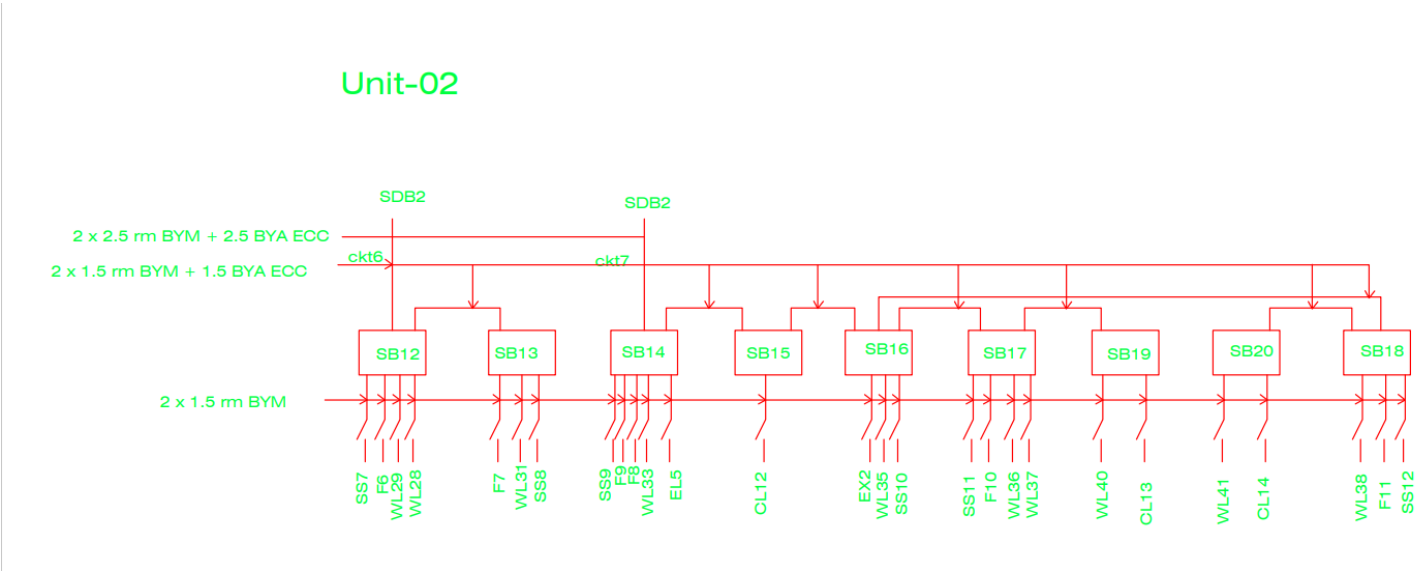 Unit-02
SDB2
SDB2
2 x 2.5 rm BYM + 2.5 BYA ECC
ckt6
ckt7
2 x 1.5 rm BYM + 1.5 BYA ECC
SB12
SB13
SB14
SB15
SB16
SB17
SB19
SB20
SB18
2 x 1.5 rm BYM
SS7
F6
WL29
WL28
F7
WL31
SS8
SS9
F9
F8
WL33
EL5
CL12
EX2
WL35
SS10
SS11
F10
WL36
WL37
WL40
CL13
WL41
CL14
WL38
F11
SS12